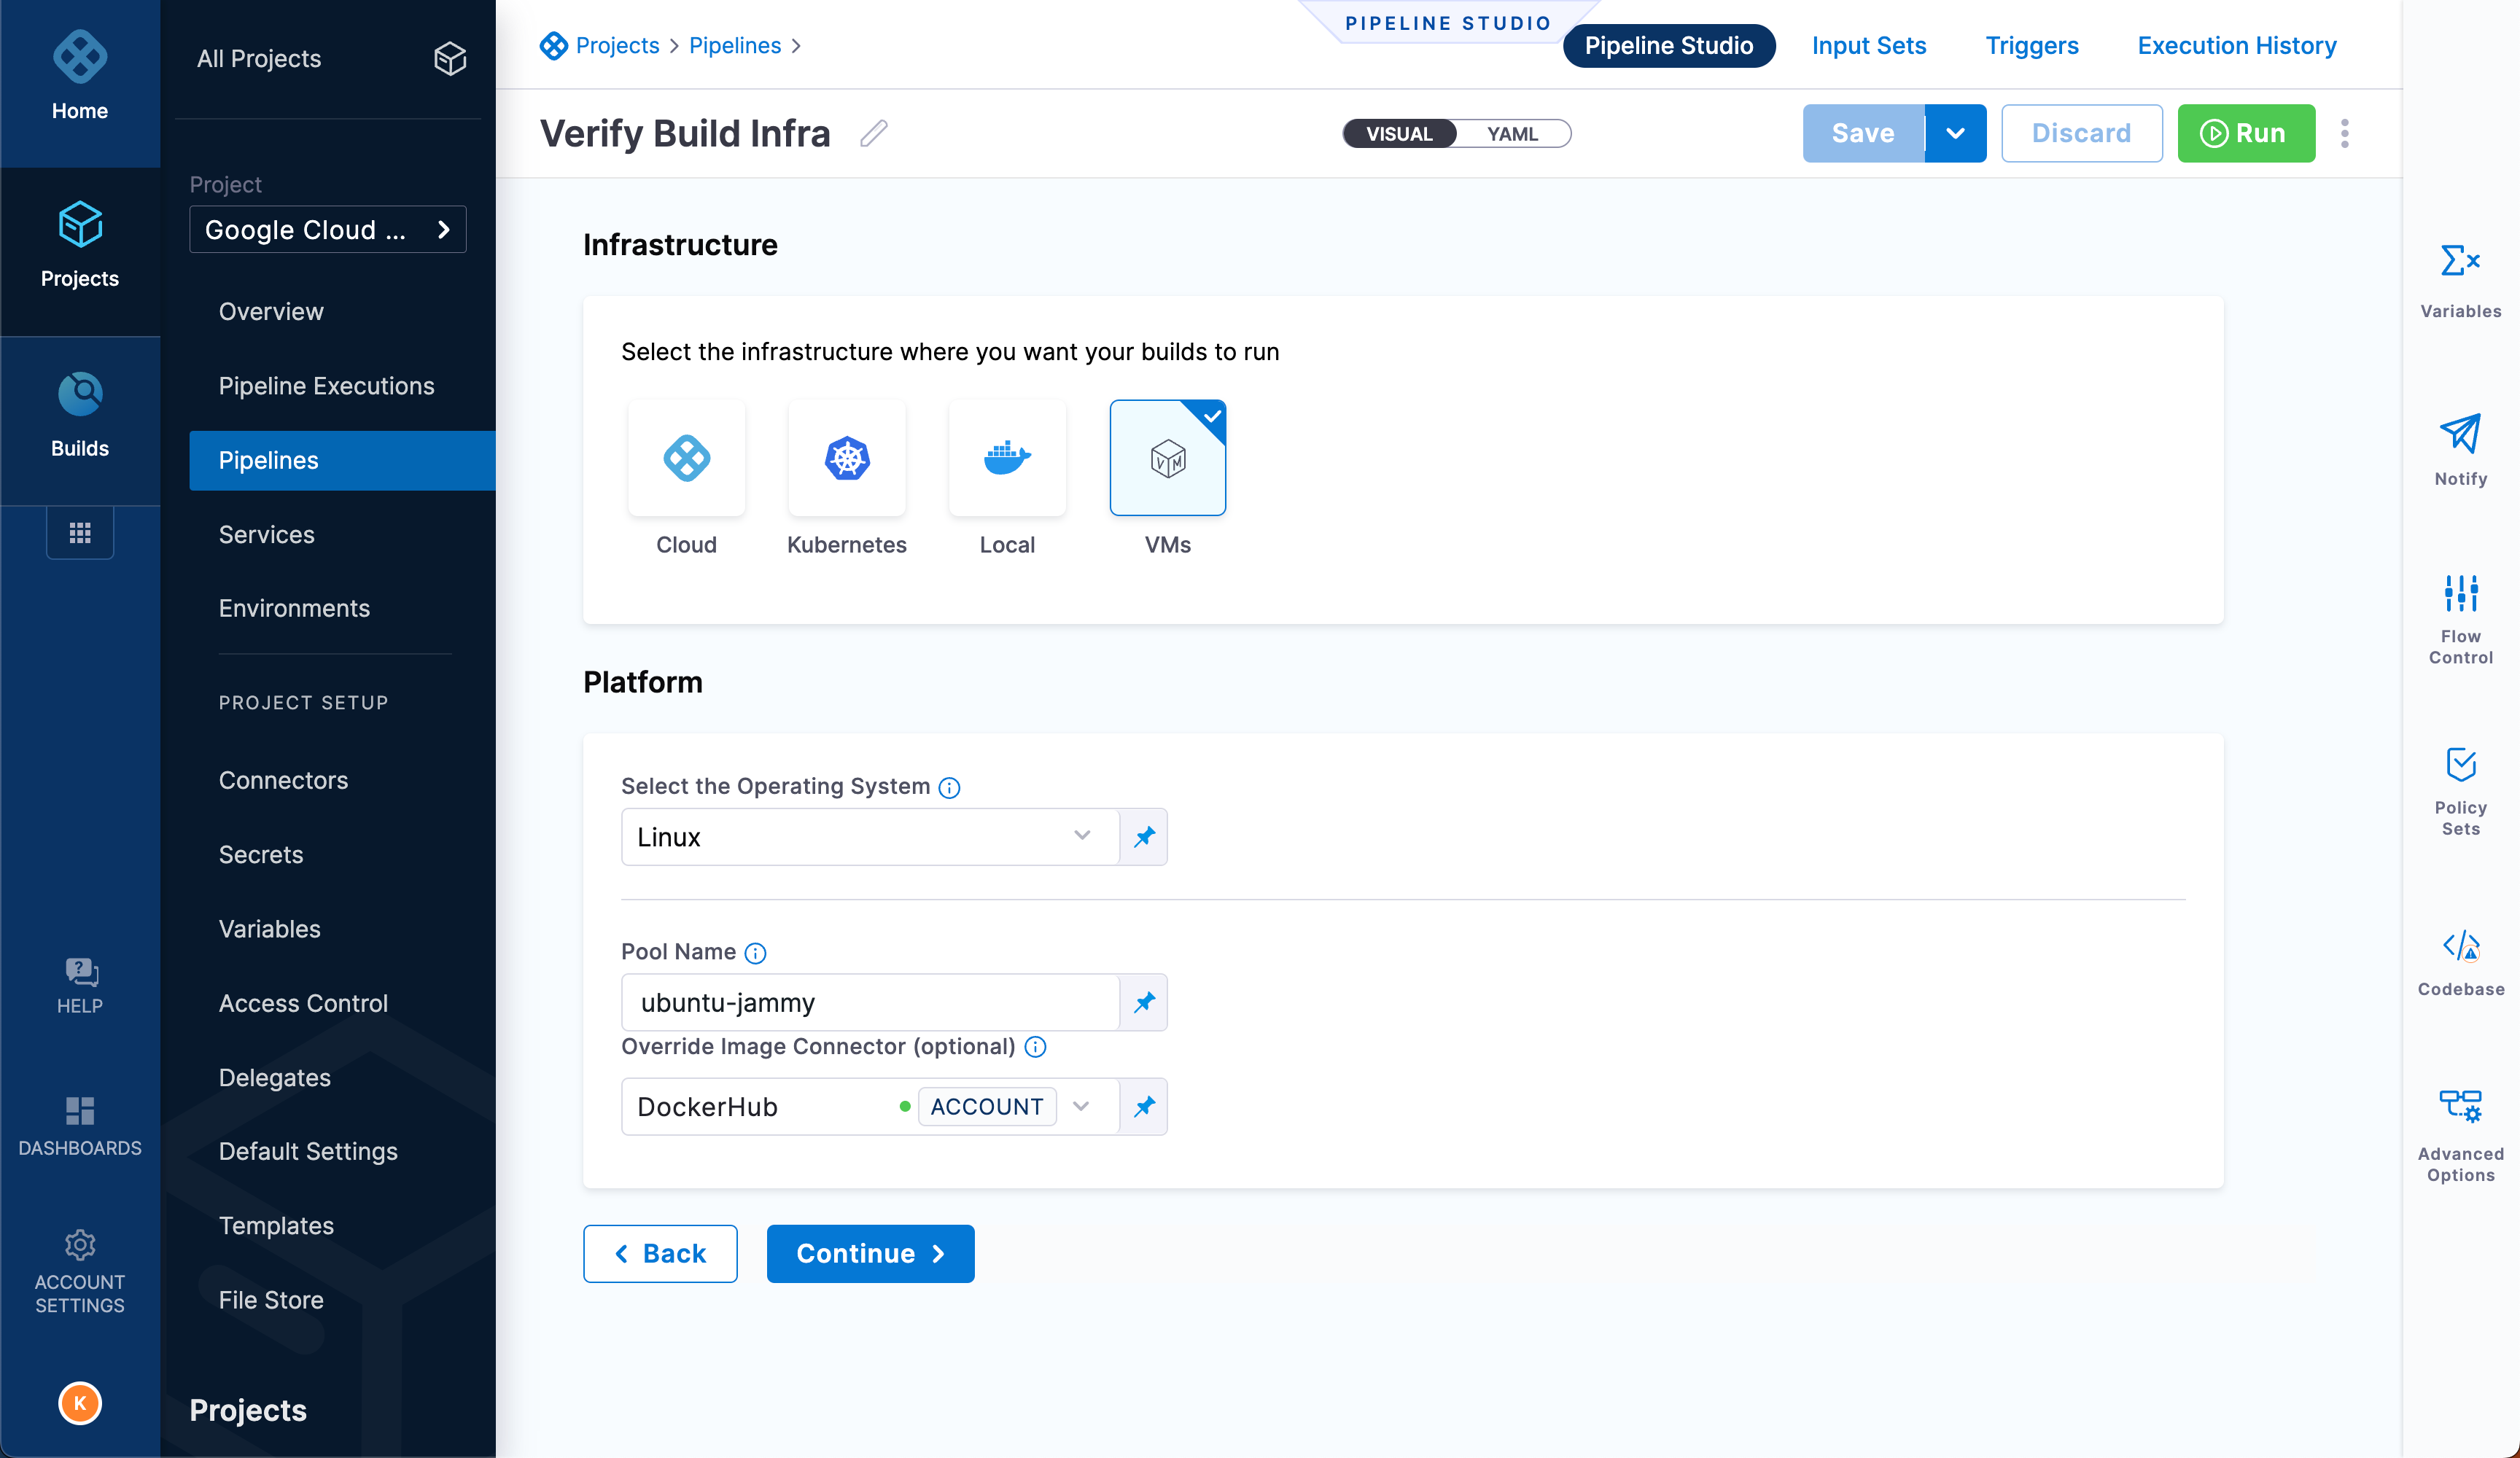 Home
Projects
Builds
HELP
DASHBOARDS
ACCOUNT
SETTINGS
K
All Projects
Project
Google Cloud ...
Overview
Pipeline Executions
Pipelines
Services
Environments
PROJECT SETUP
Connectors
Secrets
Variables
Access Control
Delegates
Default Settings
Templates
File Store
Projects
Projects > Pipelines >
PIPELINE STUDIO
Pipeline Studio
Input Sets
Triggers
Execution History
Verify Build Infra
VISUAL
YAML
Save
Discard
Run
Infrastructure
Select the infrastructure where you want your builds to run
VM
Cloud
Kubernetes
Local
VMs
Platform
Select the Operating System
Linux
Pool Name
ubuntu-jammy
Override Image Connector (optional)
DockerHub
ACCOUNT
Back
Continue
Variables
Notify
Flow
Control
Policy
Sets
Codebase
Advanced
Options